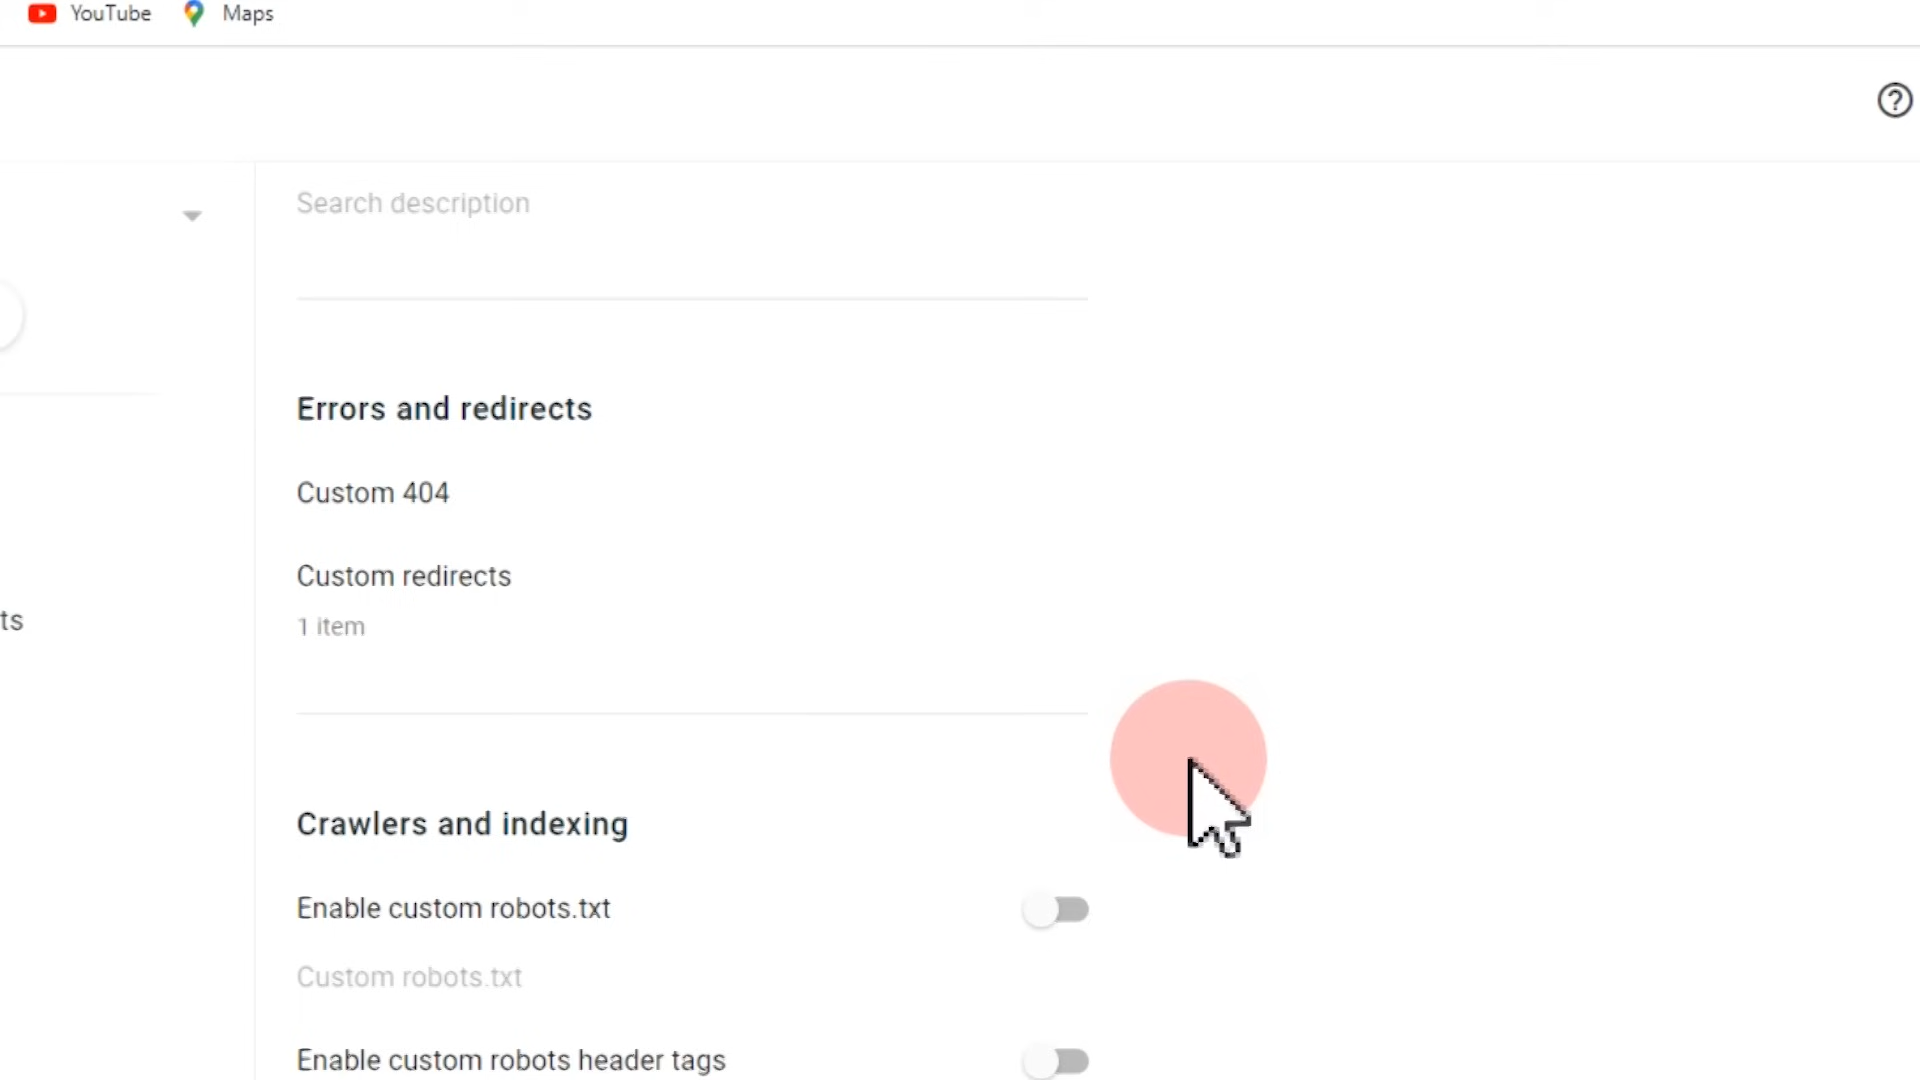 YouTube Maps
Search description
Errors and redirects
Custom 404
Custom redirects
1 item
ts
Crawlers and indexing
Enable custom robots.txt
Custom robots.txt
Enable custom robots header tags